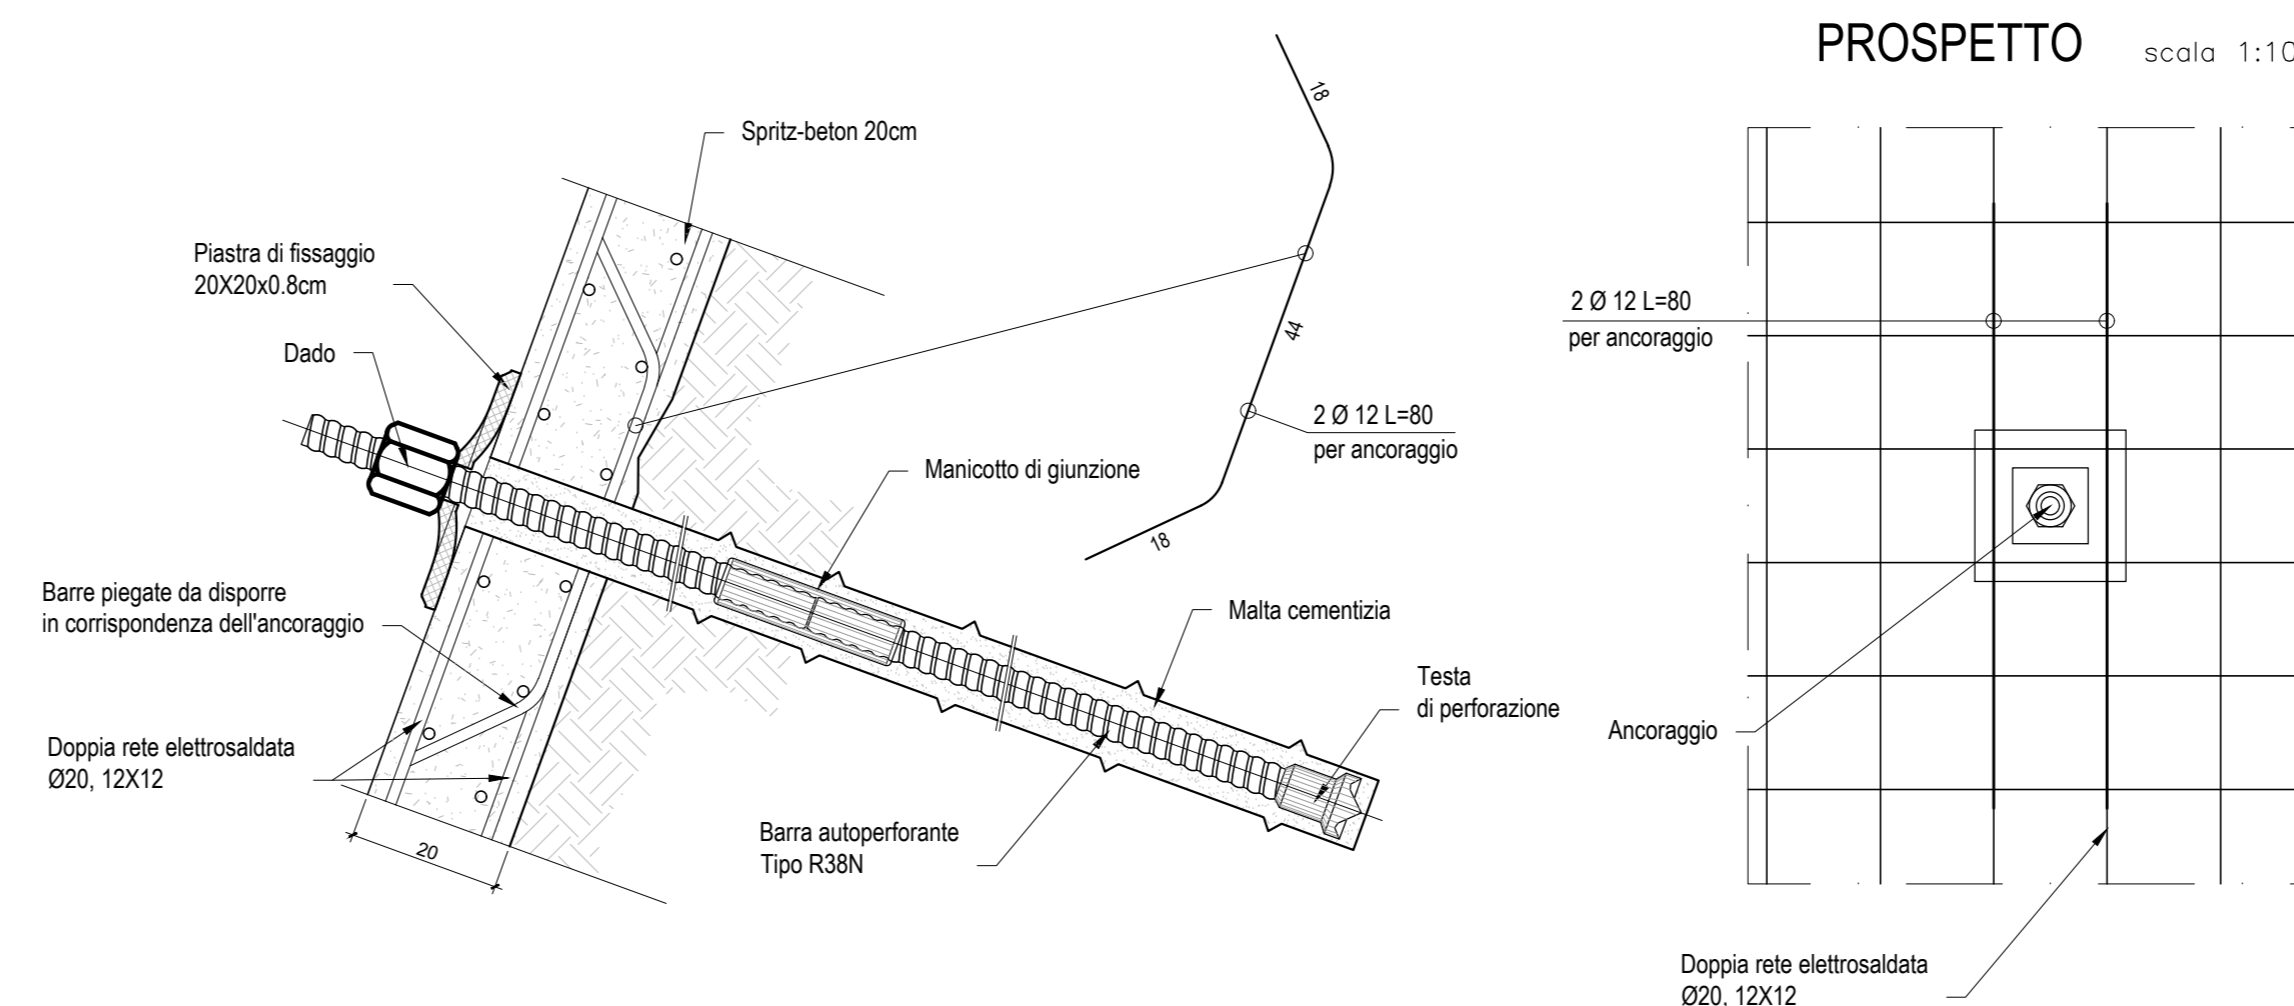 PROSPETTO scala 1:10
18
Spritz-beton 20cm
Piastra di fissaggio
20X20x0.8cm
Dado
44
2 Ø 12 L=80
per ancoraggio
2 Ø 12 L=80
per ancoraggio
Manicotto di giunzione
18
Barre piegate da disporre
in corrispondenza dell'ancoraggio
Malta cementizia
Testa
di perforazione
Ancoraggio
Doppia rete elettrosaldata
Ø20, 12X12
20
Barra autoperforante
Tipo R38N
Doppia rete elettrosaldata
Ø20, 12X12